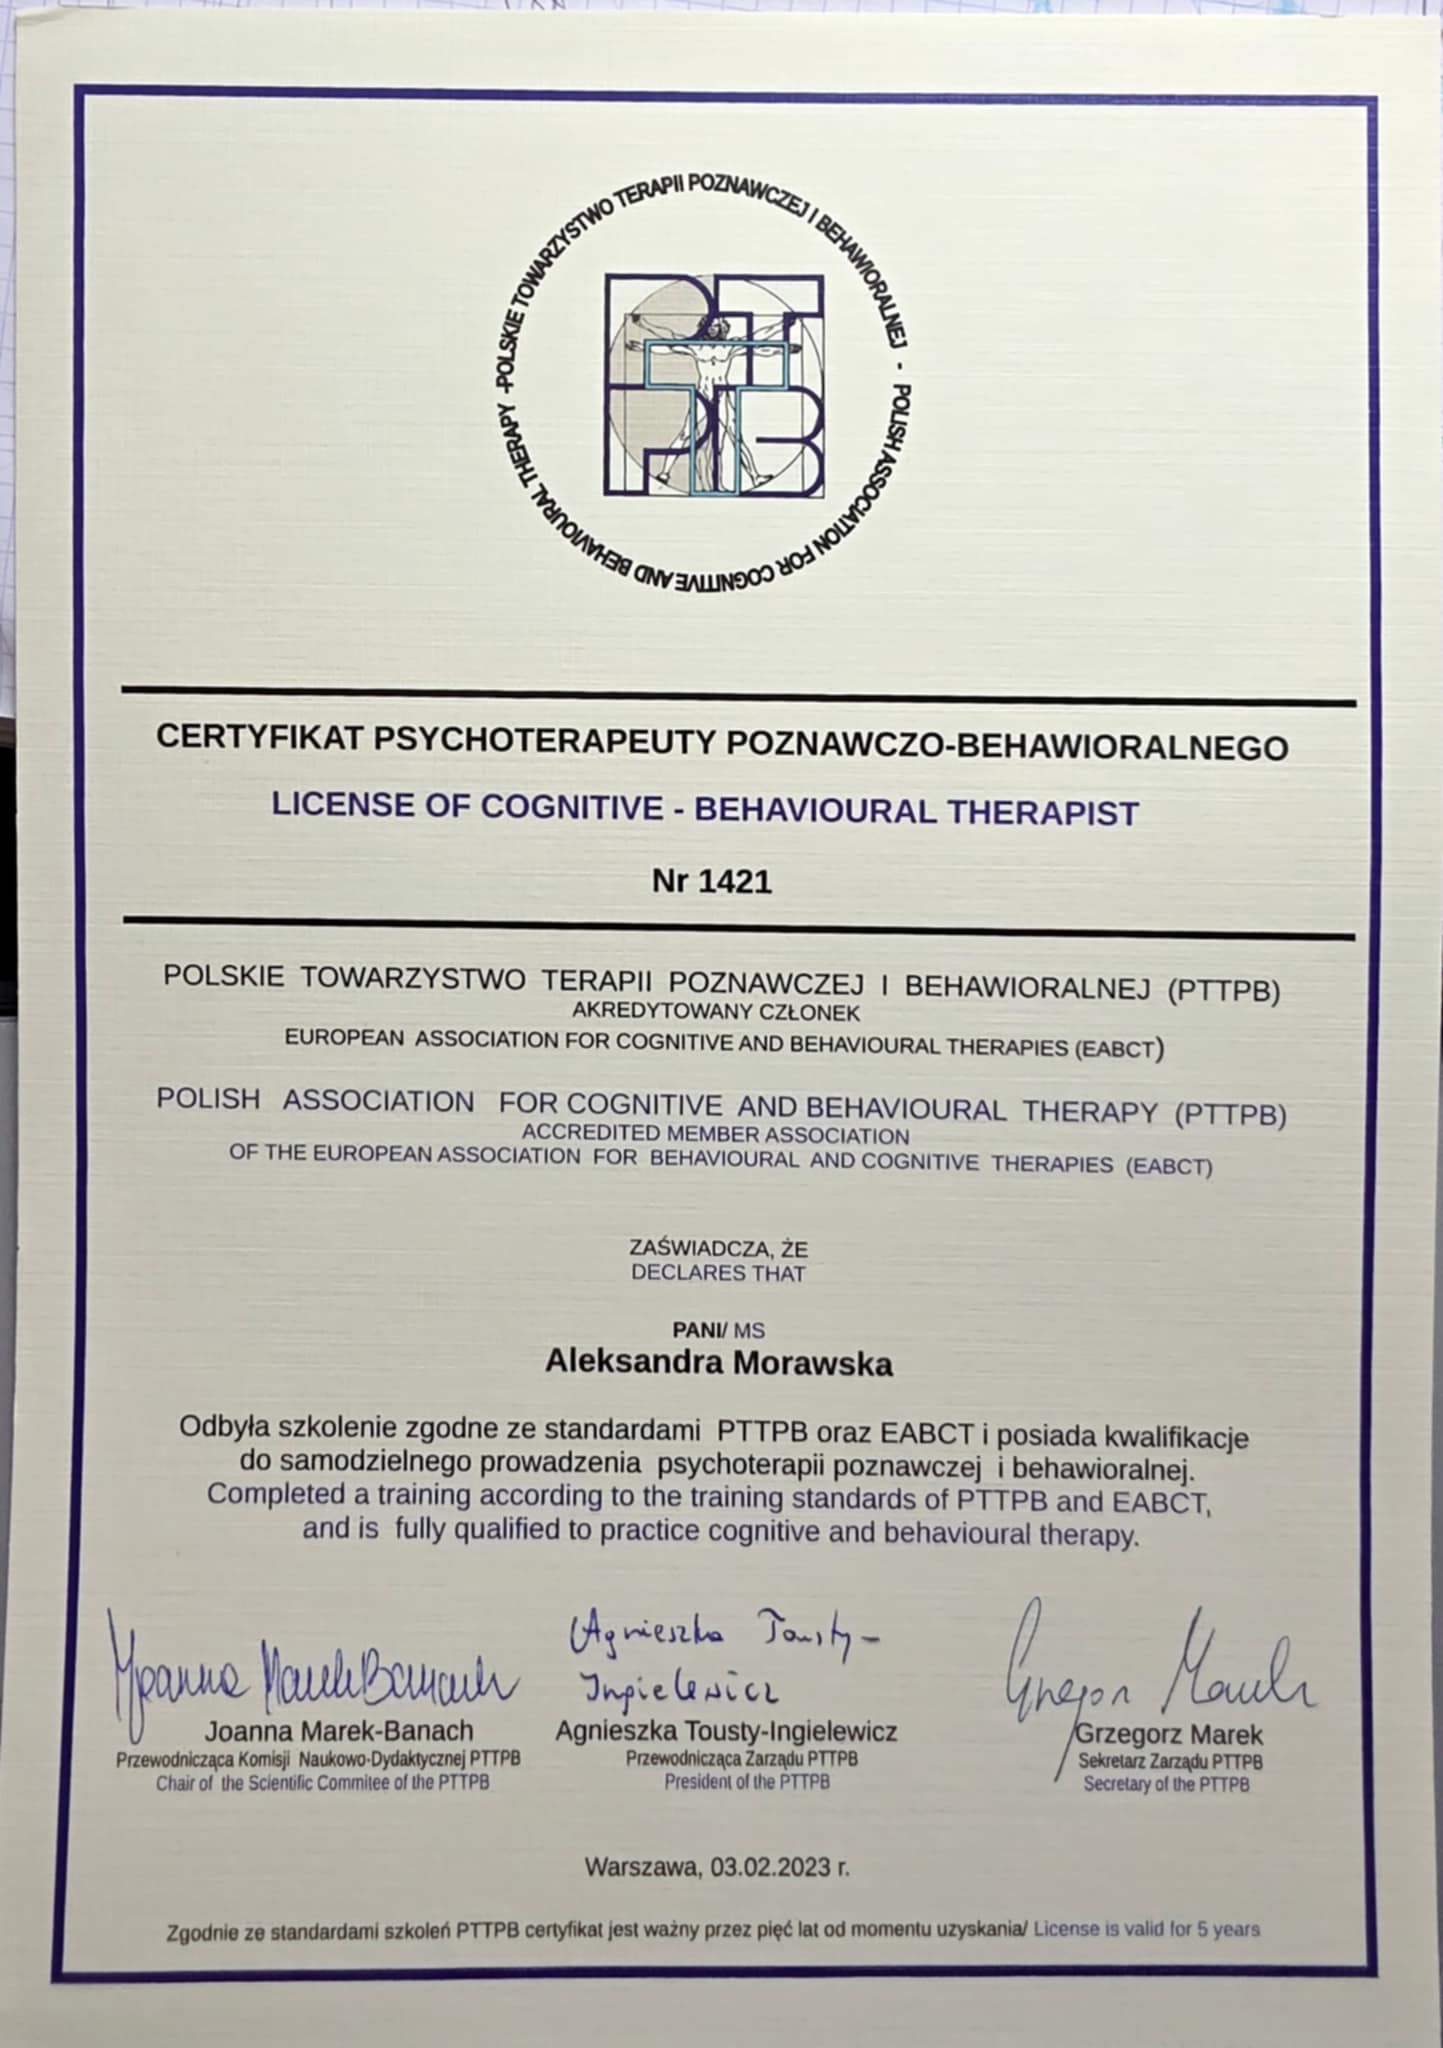 POLSKIE TOWARZYSTWO TERAPII POZNAWCZEJ I BEHAWIORALNEJ - POLISH ASSOCIATION FOR COGNITIVE AND BEHAVIOURAL THERAPY -
PTTPB
CERTYFIKAT PSYCHOTERAPEUTY POZNAWCZO-BEHAWIORALNEGO
LICENSE OF COGNITIVE - BEHAVIOURAL THERAPIST
Nr 1421
POLSKIE TOWARZYSTWO TERAPII POZNAWCZEJ I BEHAWIORALNEJ (PTTPB)
AKREDYTOWANY CZŁONEK
EUROPEAN ASSOCIATION FOR COGNITIVE AND BEHAVIOURAL THERAPIES (EABCT)
POLISH ASSOCIATION FOR COGNITIVE AND BEHAVIOURAL THERAPY (PTTPB)
ACCREDITED MEMBER ASSOCIATION
OF THE EUROPEAN ASSOCIATION FOR BEHAVIOURAL AND COGNITIVE THERAPIES (EABCT)
ZAŚWIADCZA, ŻE
DECLARES THAT
PANI/ MS
Aleksandra Morawska
Odbyła szkolenie zgodne ze standardami PTTPB oraz EABCT i posiada kwalifikacje
do samodzielnego prowadzenia psychoterapii poznawczej i behawioralnej.
Completed a training according to the training standards of PTTPB and EABCT,
and is fully qualified to practice cognitive and behavioural therapy.
Joanna Marek Banach
Agnieszka Tousty-
Ingielewicz
Grzegorz Marek
Joanna Marek-Banach
Przewodnicząca Komisji Naukowo-Dydaktycznej PTTPB
Chair of the Scientific Commitee of the PTTPB
Agnieszka Tousty-Ingielewicz
Przewodnicząca Zarządu PTTPB
President of the PTTPB
Grzegorz Marek
Sekretarz Zarządu PTTPB
Secretary of the PTTPB
Warszawa, 03.02.2023 r.
Zgodnie ze standardami szkoleń PTTPB certyfikat jest ważny przez pięć lat od momentu uzyskania/ License is valid for 5 years